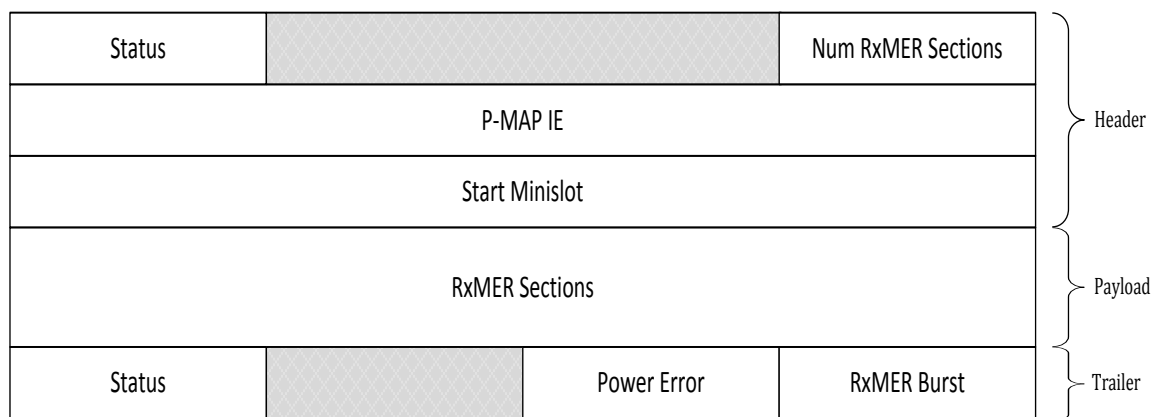 Status
Num RxMER Sections
P-MAP IE
Header
Start Minislot
RxMER Sections
Payload
Status
Power Error
RxMER Burst
Trailer